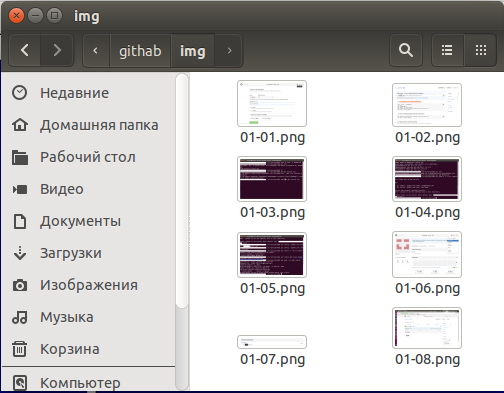 img
githab
img
Недавние
Домашняя папка
Рабочий стол
Видео
Документы
Загрузки
Изображения
Музыка
Корзина
Компьютер
01-01.png
01-02.png
01-03.png
01-04.png
01-05.png
01-06.png
01-07.png
01-08.png